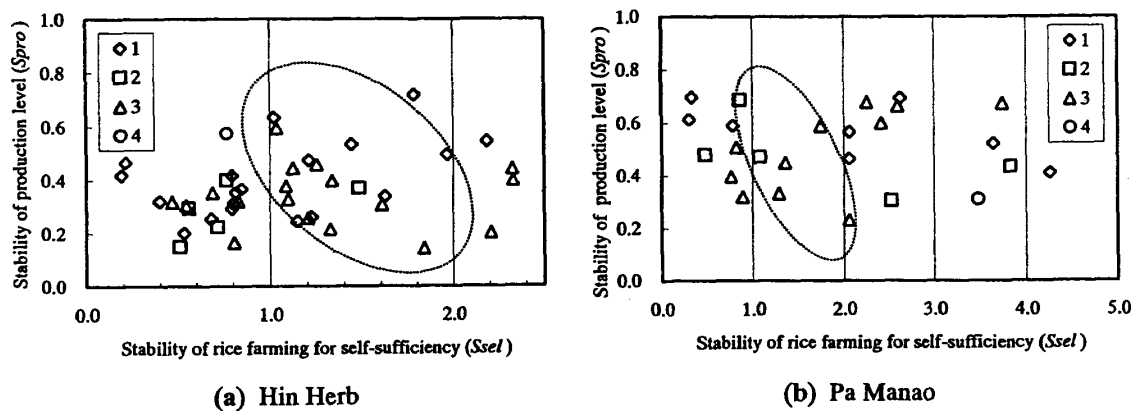 Stability of production level (Spro)
1.0
0.8
0.6
0.4
0.2
0.0
1
2
3
4
0.0 1.0 2.0
Stability of rice farming for self-sufficiency (Ssel)
(a) Hin Herb
Stability of production level (Spro)
1.0
0.8
0.6
0.4
0.2
0.0
1
2
3
4
0.0 1.0 2.0 3.0 4.0 5.0
Stability of rice farming for self-sufficiency (Ssel)
(b) Pa Manao